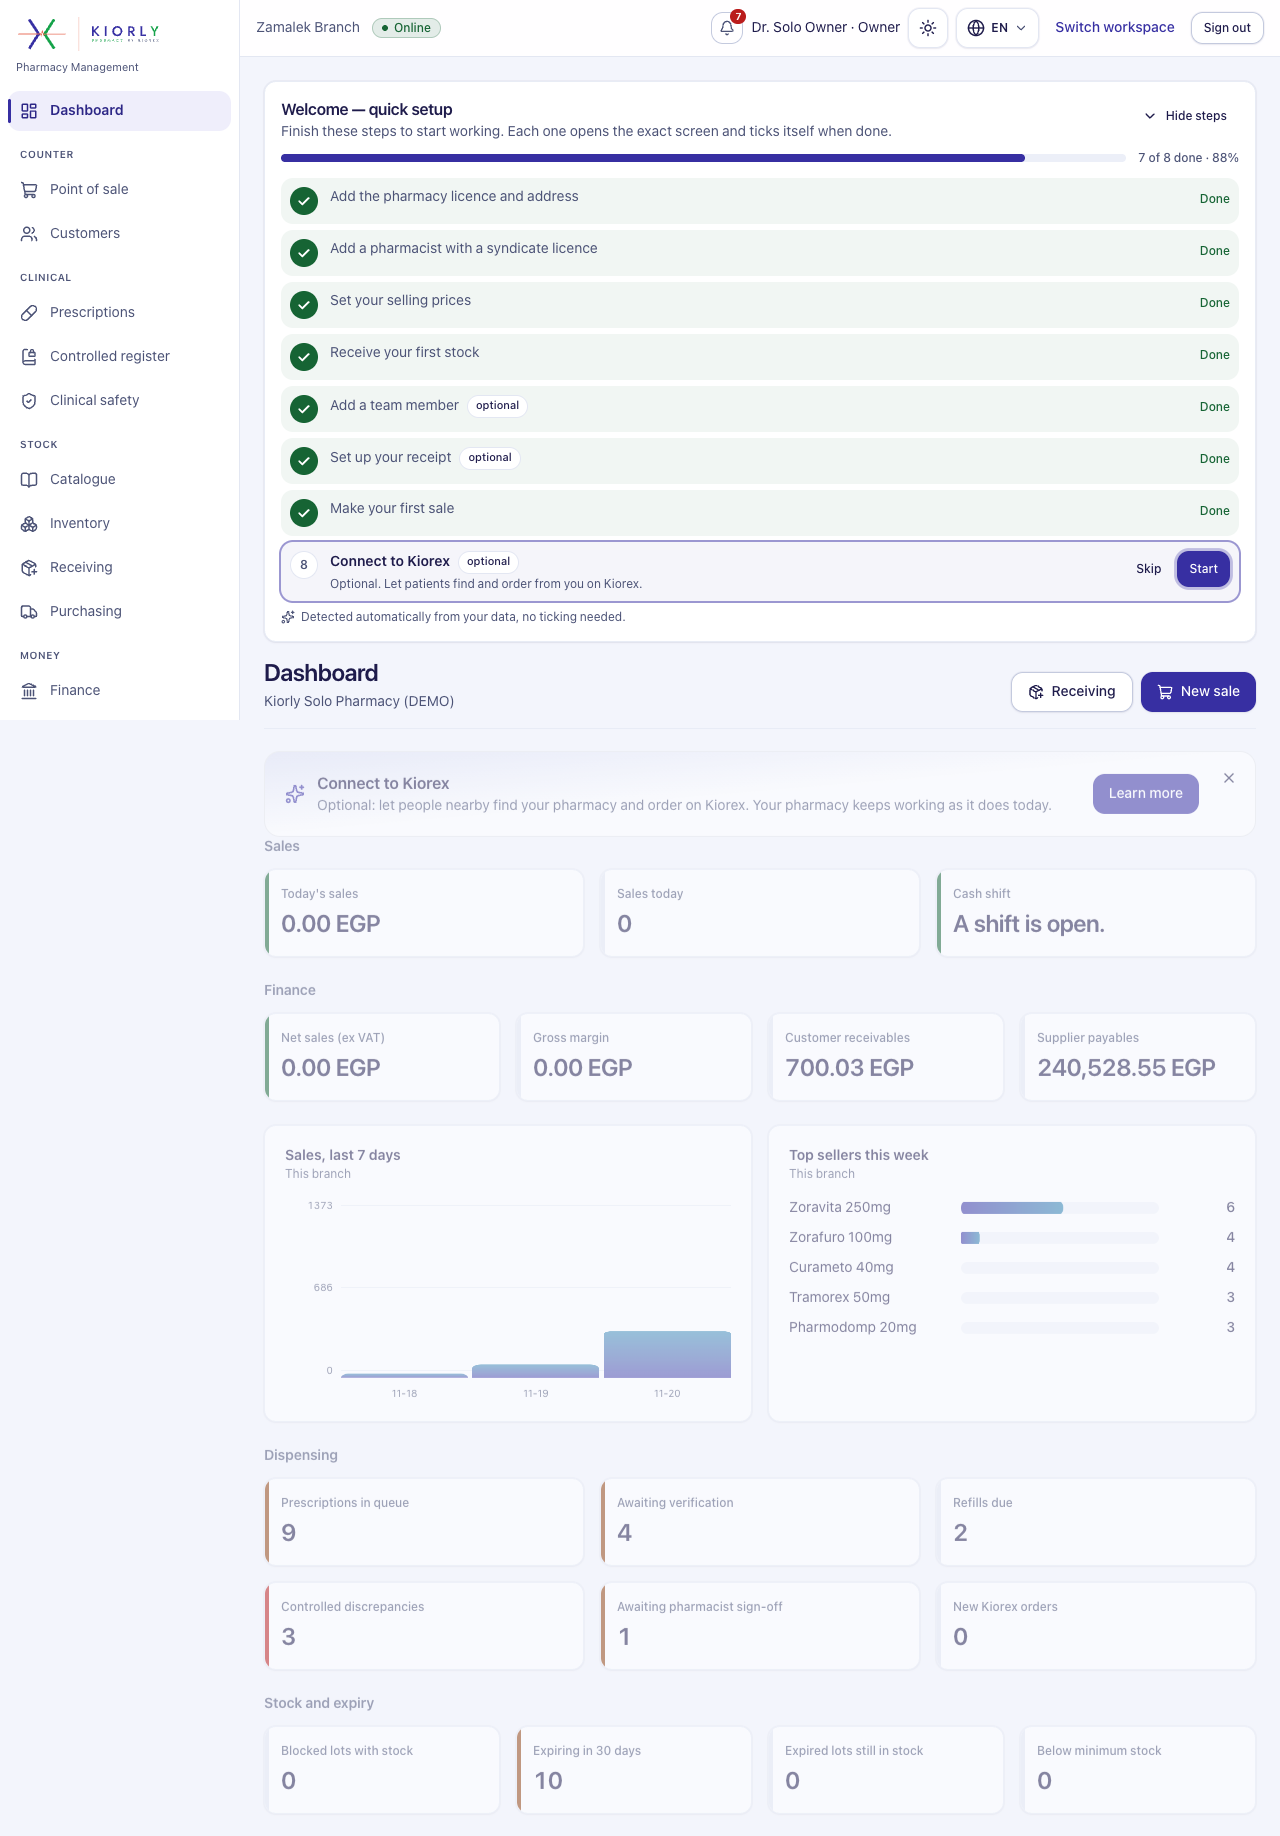 KIORLY
Pharmacy Management
Dashboard
COUNTER
Point of sale
Customers
CLINICAL
Prescriptions
Controlled register
Clinical safety
STOCK
Catalogue
Inventory
Receiving
Purchasing
MONEY
Finance
Zamalek Branch
Online
7
Dr. Solo Owner · Owner
EN
Switch workspace
Sign out
Welcome — quick setup
Finish these steps to start working. Each one opens the exact screen and ticks itself when done.
Hide steps
7 of 8 done · 88%
Add the pharmacy licence and address
Done
Add a pharmacist with a syndicate licence
Done
Set your selling prices
Done
Receive your first stock
Done
Add a team member optional
Done
Set up your receipt optional
Done
Make your first sale
Done
8
Connect to Kiorex optional
Optional. Let patients find and order from you on Kiorex.
Skip
Start
Detected automatically from your data, no ticking needed.
Dashboard
Kiorly Solo Pharmacy (DEMO)
Receiving
New sale
Connect to Kiorex
Optional: let people nearby find your pharmacy and order on Kiorex. Your pharmacy keeps working as it does today.
Learn more
Sales
Today's sales
0.00 EGP
Sales today
0
Cash shift
A shift is open.
Finance
Net sales (ex VAT)
0.00 EGP
Gross margin
0.00 EGP
Customer receivables
700.03 EGP
Supplier payables
240,528.55 EGP
Sales, last 7 days
This branch
1373
686
0
11-18
11-19
11-20
Top sellers this week
This branch
Zoravita 250mg 6
Zorafuro 100mg 4
Curameto 40mg 4
Tramorex 50mg 3
Pharmodomp 20mg 3
Dispensing
Prescriptions in queue
9
Awaiting verification
4
Refills due
2
Controlled discrepancies
3
Awaiting pharmacist sign-off
1
New Kiorex orders
0
Stock and expiry
Blocked lots with stock
0
Expiring in 30 days
10
Expired lots still in stock
0
Below minimum stock
0